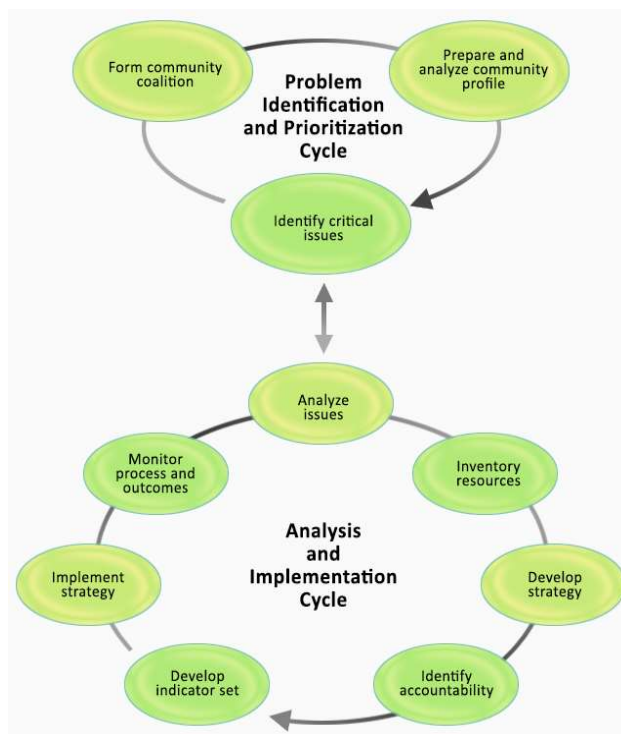 Form community
coalition
Prepare and
analyze community
profile
Problem
Identification
and Prioritization
Cycle
Identify critical
issues
Analyze
issues
Monitor
process and
outcomes
Inventory
resources
Analysis
and
Implementation
Cycle
Implement
strategy
Develop
strategy
Develop
indicator set
Identify
accountability